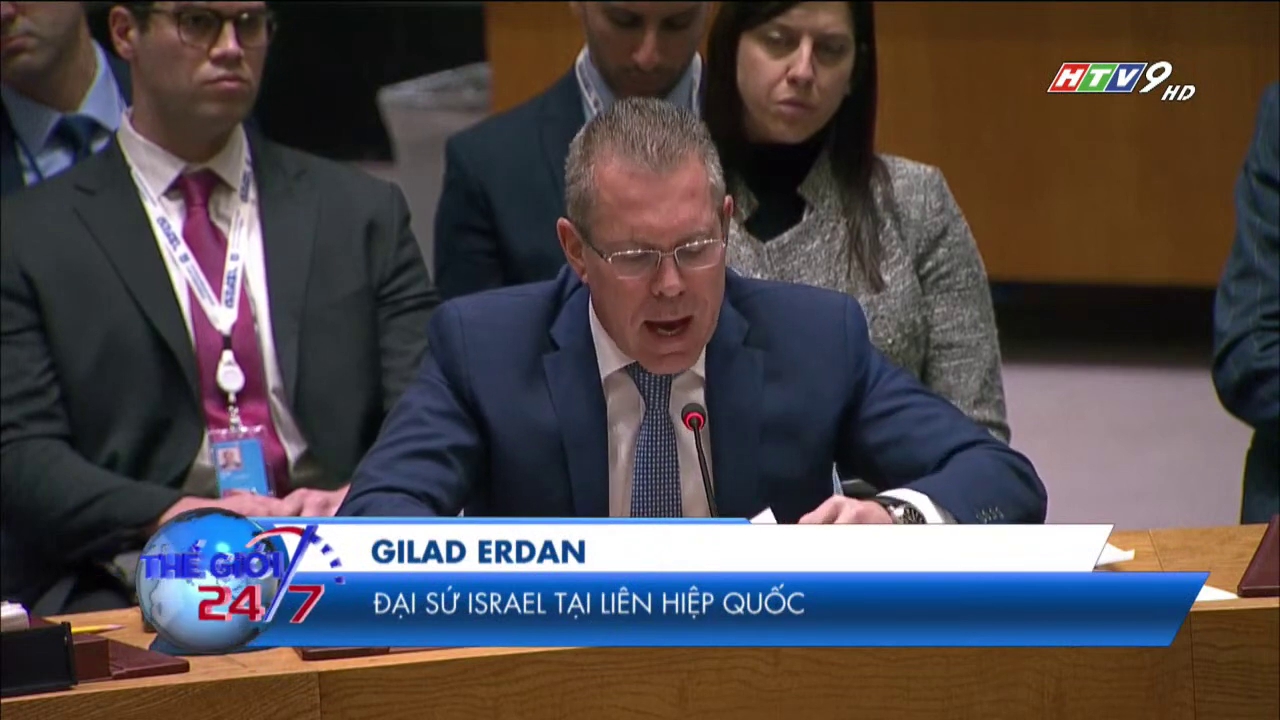 HTV9 HD
GILAD ERDAN
THẾ GIỚI
24/7
ĐẠI SỨ ISRAEL TẠI LIÊN HIỆP QUỐC